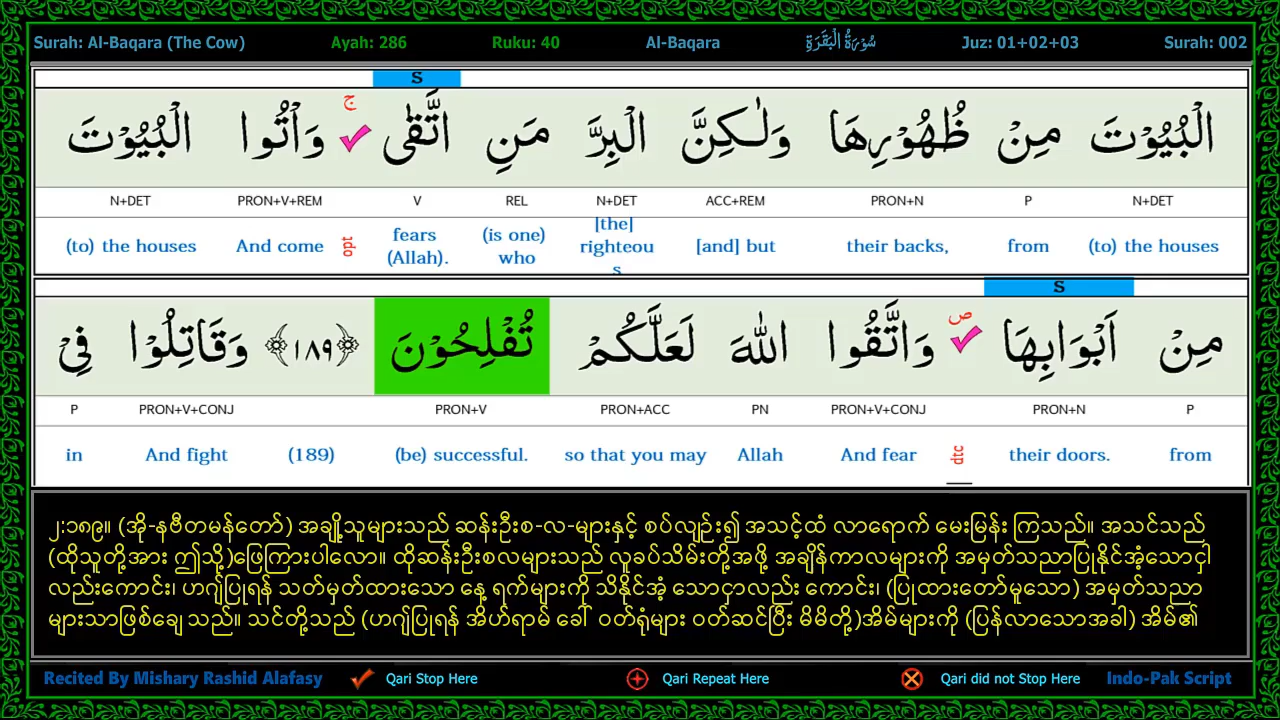 Surah: Al-Baqara (The Cow) Ayah: 286 Ruku: 40 Al-Baqara سُوْرَةُ الْبَقَرَةِ Juz: 01+02+03 Surah: 002
S
الْبُيُوْتَ مِنْ ظُهُوْرِهَا وَلٰـكِنَّ الْبِرَّ مَنِ اتَّقٰى ج وَاْتُوا الْبُيُوْتَ
N+DET PRON+V+REM V REL N+DET ACC+REM PRON+N P N+DET
(to) the houses And come opt fears (Allah). (is one) who [the] righteous [and] but their backs, from (to) the houses
S
مِنْ اَبْوَابِهَا ص وَاتَّقُوا اللّٰهَ لَعَلَّكُمْ تُفْلِحُوْنَ ﴿١٨٩﴾ وَقَاتِلُوْا فِىْ
P PRON+V+CONJ PRON+V PRON+ACC PN PRON+V+CONJ PRON+N P
in And fight (189) (be) successful. so that you may Allah And fear dtc their doors. from
၂:၁၈၉။ (အို-နဗီတမန်တော်) အချို့သူများသည် ဆန်းဦးစ-လ-များနှင့် စပ်လျဉ်း၍ အသင့်ထံ လာရောက် မေးမြန်း ကြသည်။ အသင်သည်
(ထိုသူတို့အား ဤသို့)ဖြေကြားပါလော။ ထိုဆန်းဦးစလများသည် လူခပ်သိမ်းတို့အဖို့ အချိန်ကာလများကို အမှတ်သညာပြုနိုင်အံ့သောငှါ
လည်းကောင်း၊ ဟဂျ်ပြုရန် သတ်မှတ်ထားသော နေ့ ရက်များကို သိနိုင်အံ့ သောငှာလည်း ကောင်း၊ (ပြုထားတော်မူသော) အမှတ်သညာ
များသာဖြစ်ချေ သည်။ သင်တို့သည် (ဟဂျ်ပြုရန် အိဟ်ရာမ် ခေါ် ဝတ်ရုံများ ဝတ်ဆင်ပြီး မိမိတို့)အိမ်များကို (ပြန်လာသောအခါ) အိမ်၏
Recited By Mishary Rashid Alafasy Qari Stop Here Qari Repeat Here Qari did not Stop Here Indo-Pak Script